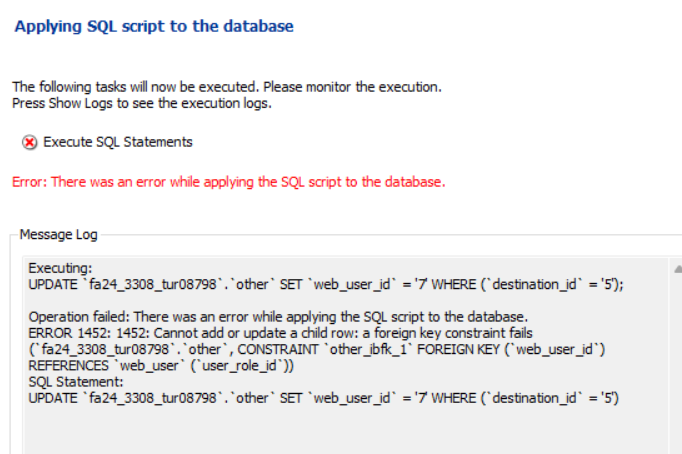 Applying SQL script to the database
The following tasks will now be executed. Please monitor the execution.
Press Show Logs to see the execution logs.
Execute SQL Statements
Error: There was an error while applying the SQL script to the database.
Message Log
Executing:
UPDATE `fa24_3308_tur08798`.`other` SET `web_user_id` = '7' WHERE (`destination_id` = '5');
Operation failed: There was an error while applying the SQL script to the database.
ERROR 1452: 1452: Cannot add or update a child row: a foreign key constraint fails
(`fa24_3308_tur08798`.`other`, CONSTRAINT `other_ibfk_1` FOREIGN KEY (`web_user_id`)
REFERENCES `web_user` (`user_role_id`))
SQL Statement:
UPDATE `fa24_3308_tur08798`.`other` SET `web_user_id` = '7' WHERE (`destination_id` = '5')